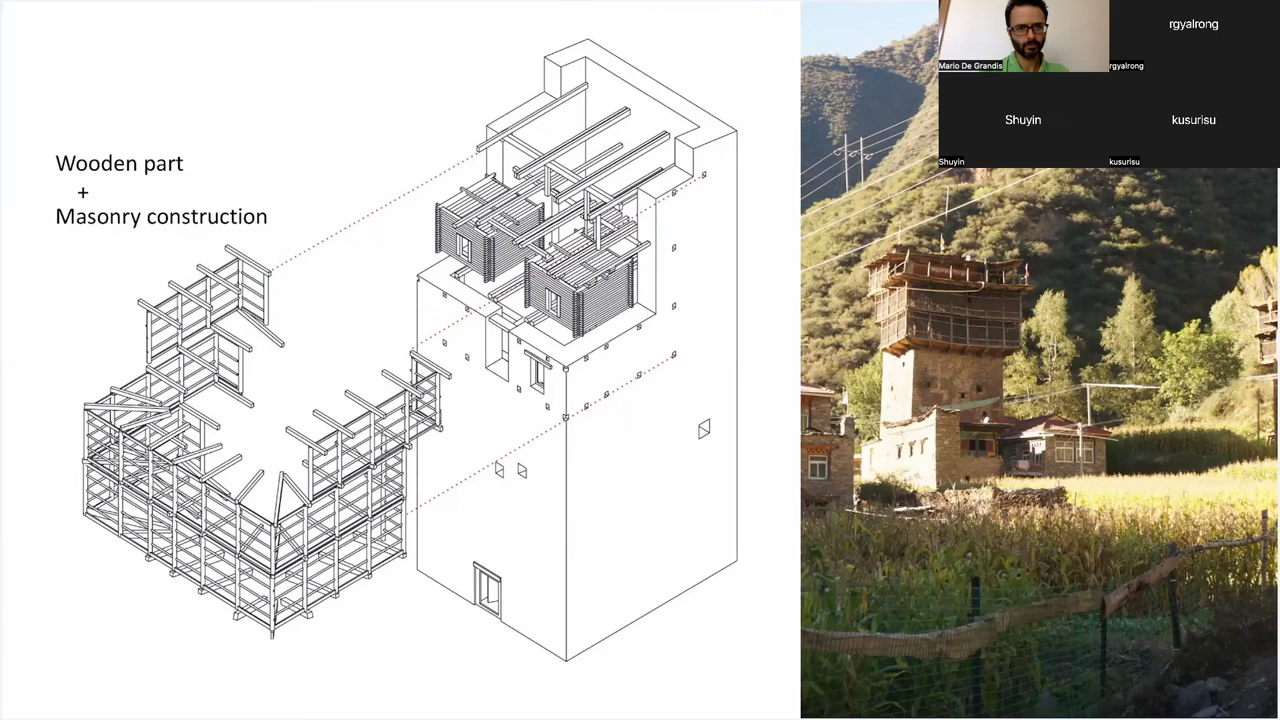 Wooden part
+
Masonry construction
Mario De Grandis
rgyalrong
rgyalrong
Shuyin
kusurisu
Shuyin
kusurisu